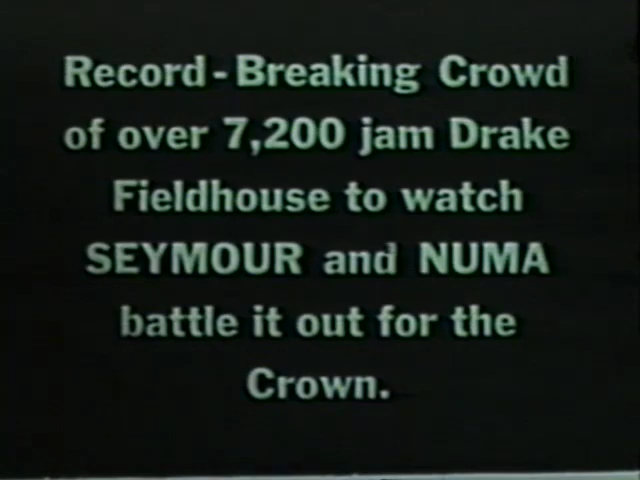 Record-Breaking Crowd
of over 7,200 jam Drake
Fieldhouse to watch
SEYMOUR and NUMA
battle it out for the
Crown.